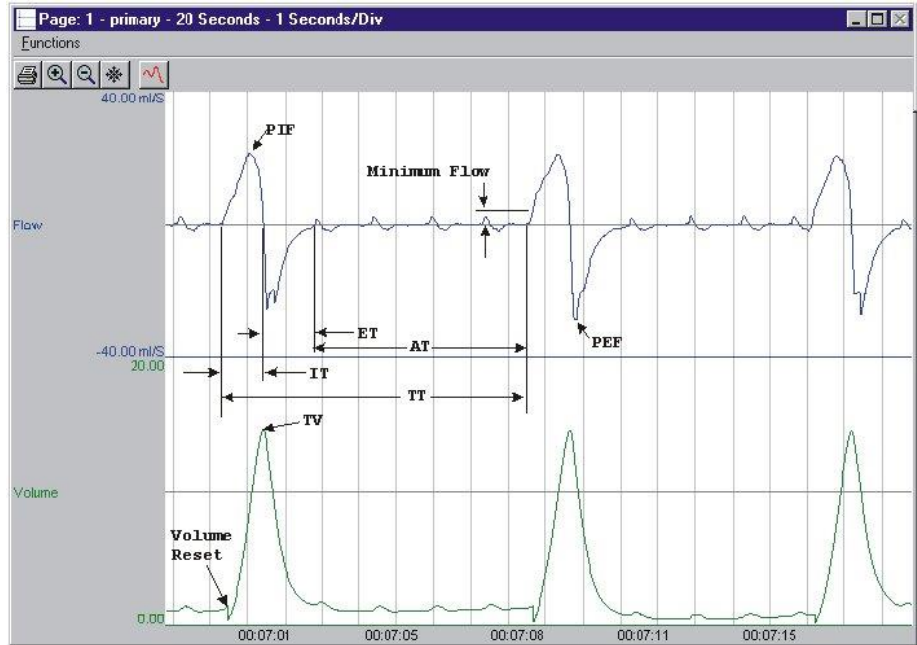 Page: 1 - primary - 20 Seconds - 1 Seconds/Div
Functions
40.00 ml/S
PIF
Minimum Flow
Flow
ET
AT
PEF
-40.00 ml/S
20.00
IT
TT
TV
Volume
Volume
Reset
0.00
00:07:01 00:07:05 00:07:08 00:07:11 00:07:15